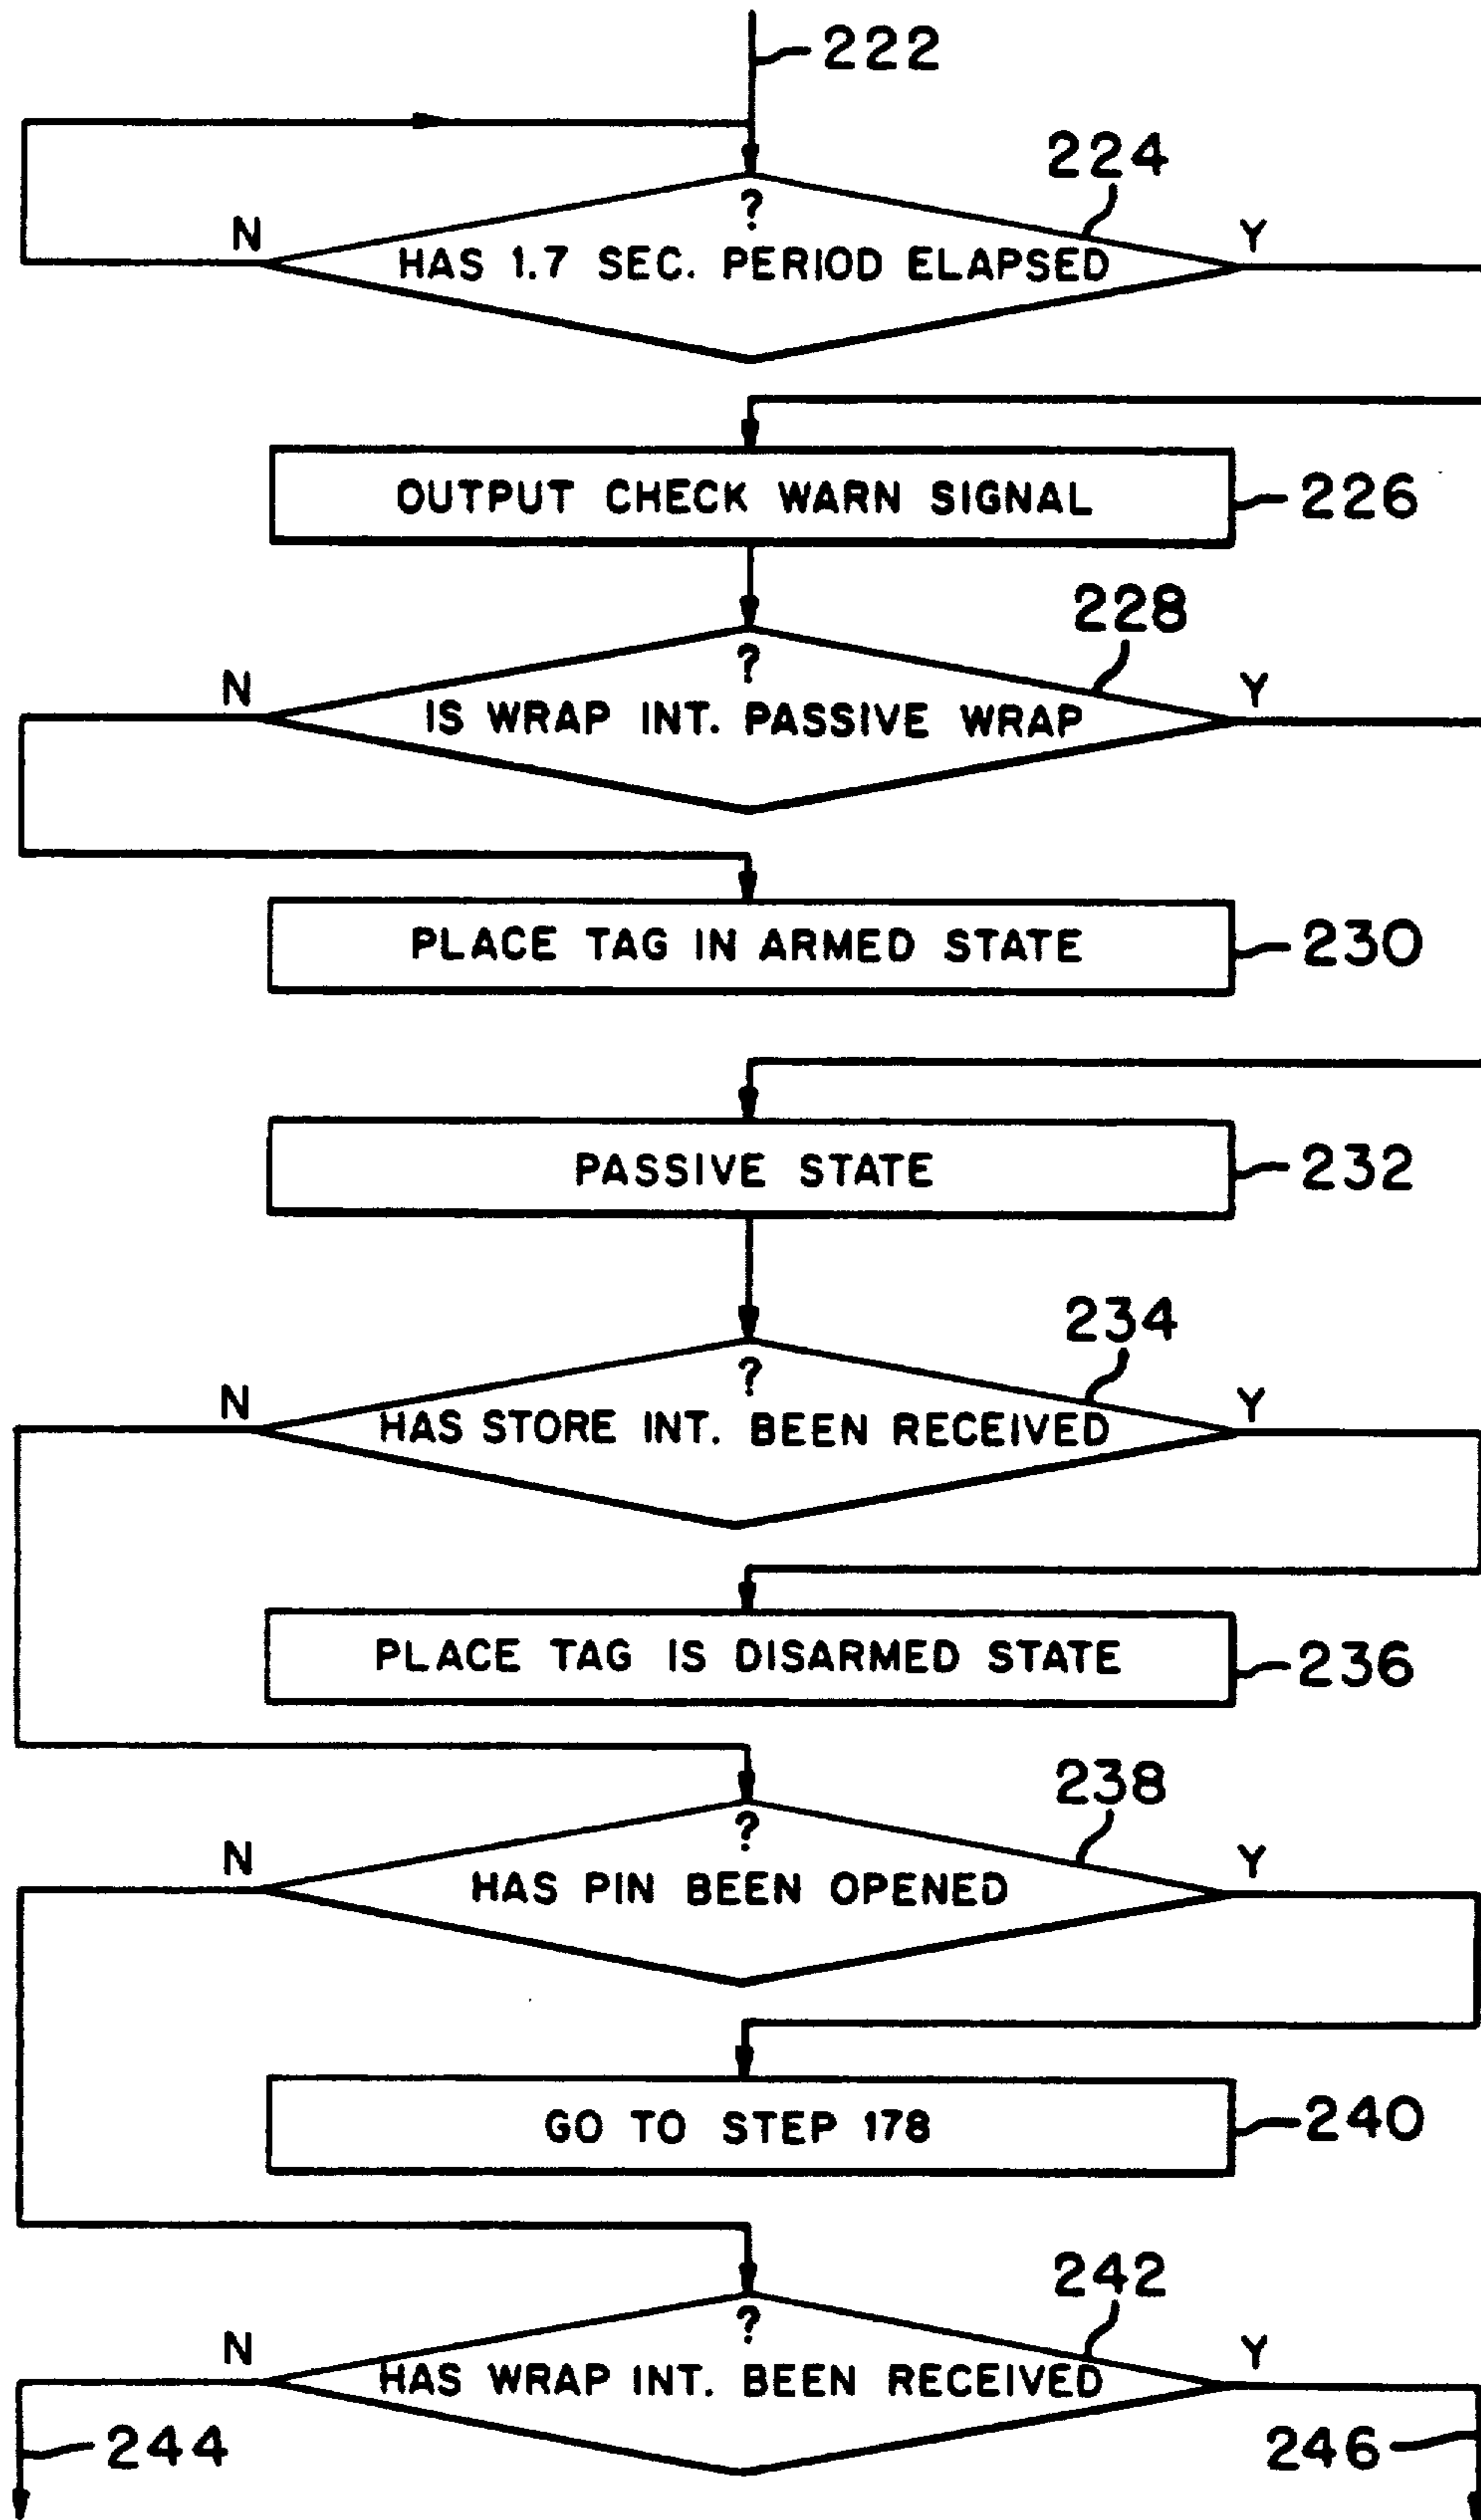 222
224
?
N
Y
HAS 1.7 SEC. PERIOD ELAPSED
OUTPUT CHECK WARN SIGNAL
226
228
?
N
Y
IS WRAP INT. PASSIVE WRAP
PLACE TAG IN ARMED STATE
230
PASSIVE STATE
232
234
?
N
Y
HAS STORE INT. BEEN RECEIVED
PLACE TAG IS DISARMED STATE
236
238
?
N
Y
HAS PIN BEEN OPENED
GO TO STEP 178
240
242
?
N
Y
HAS WRAP INT. BEEN RECEIVED
244
246